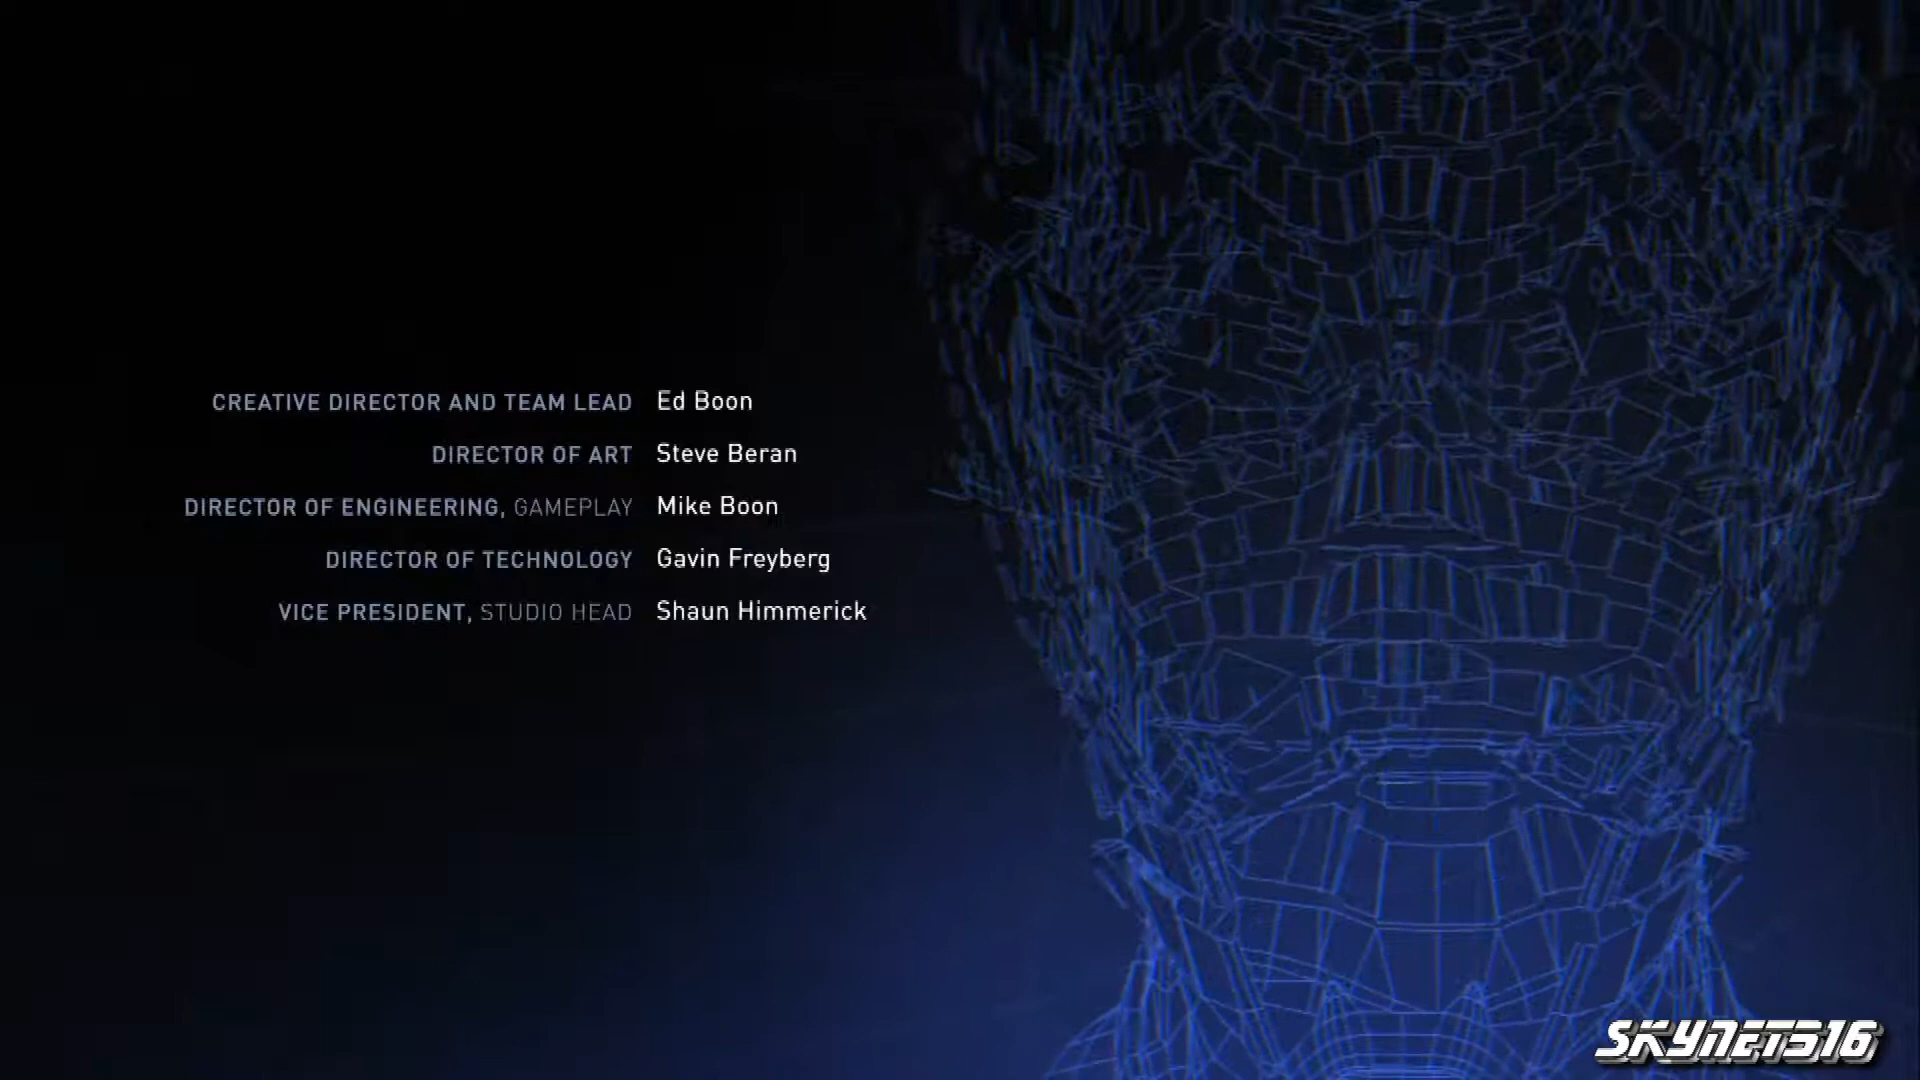 CREATIVE DIRECTOR AND TEAM LEAD Ed Boon
DIRECTOR OF ART Steve Beran
DIRECTOR OF ENGINEERING, GAMEPLAY Mike Boon
DIRECTOR OF TECHNOLOGY Gavin Freyberg
VICE PRESIDENT, STUDIO HEAD Shaun Himmerick
SKYNET316